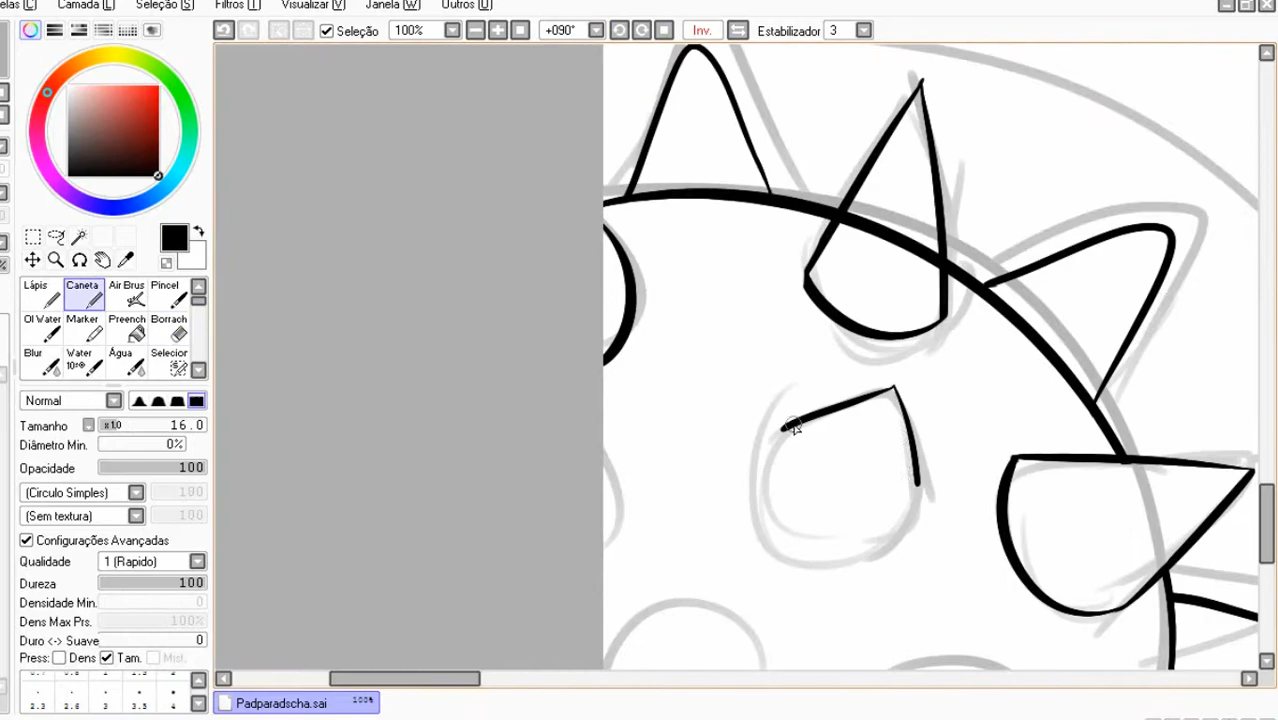 elas [C] Camada [L] Seleção [S] Filtros [T] Visualizar [V] Janela [W] Outros [O]
Seleção 100% +090° Inv. Estabilizador 3
Lápis Caneta Air Brus Pincel
Ol Water Marker Preench Borrach
Blur Water Água Selecior
Normal
Tamanho x1.0 16.0
Diâmetro Min. 0%
Opacidade 100
(Circulo Simples) 100
(Sem textura) 100
Configurações Avançadas
Qualidade 1 (Rapido)
Dureza 100
Densidade Min. 0
Dens Max Prs. 100%
Duro <-> Suave 0
Press: Dens Tam. Mist.
2.3 2.6 3 3.5 4
Padparadscha.sai 100%